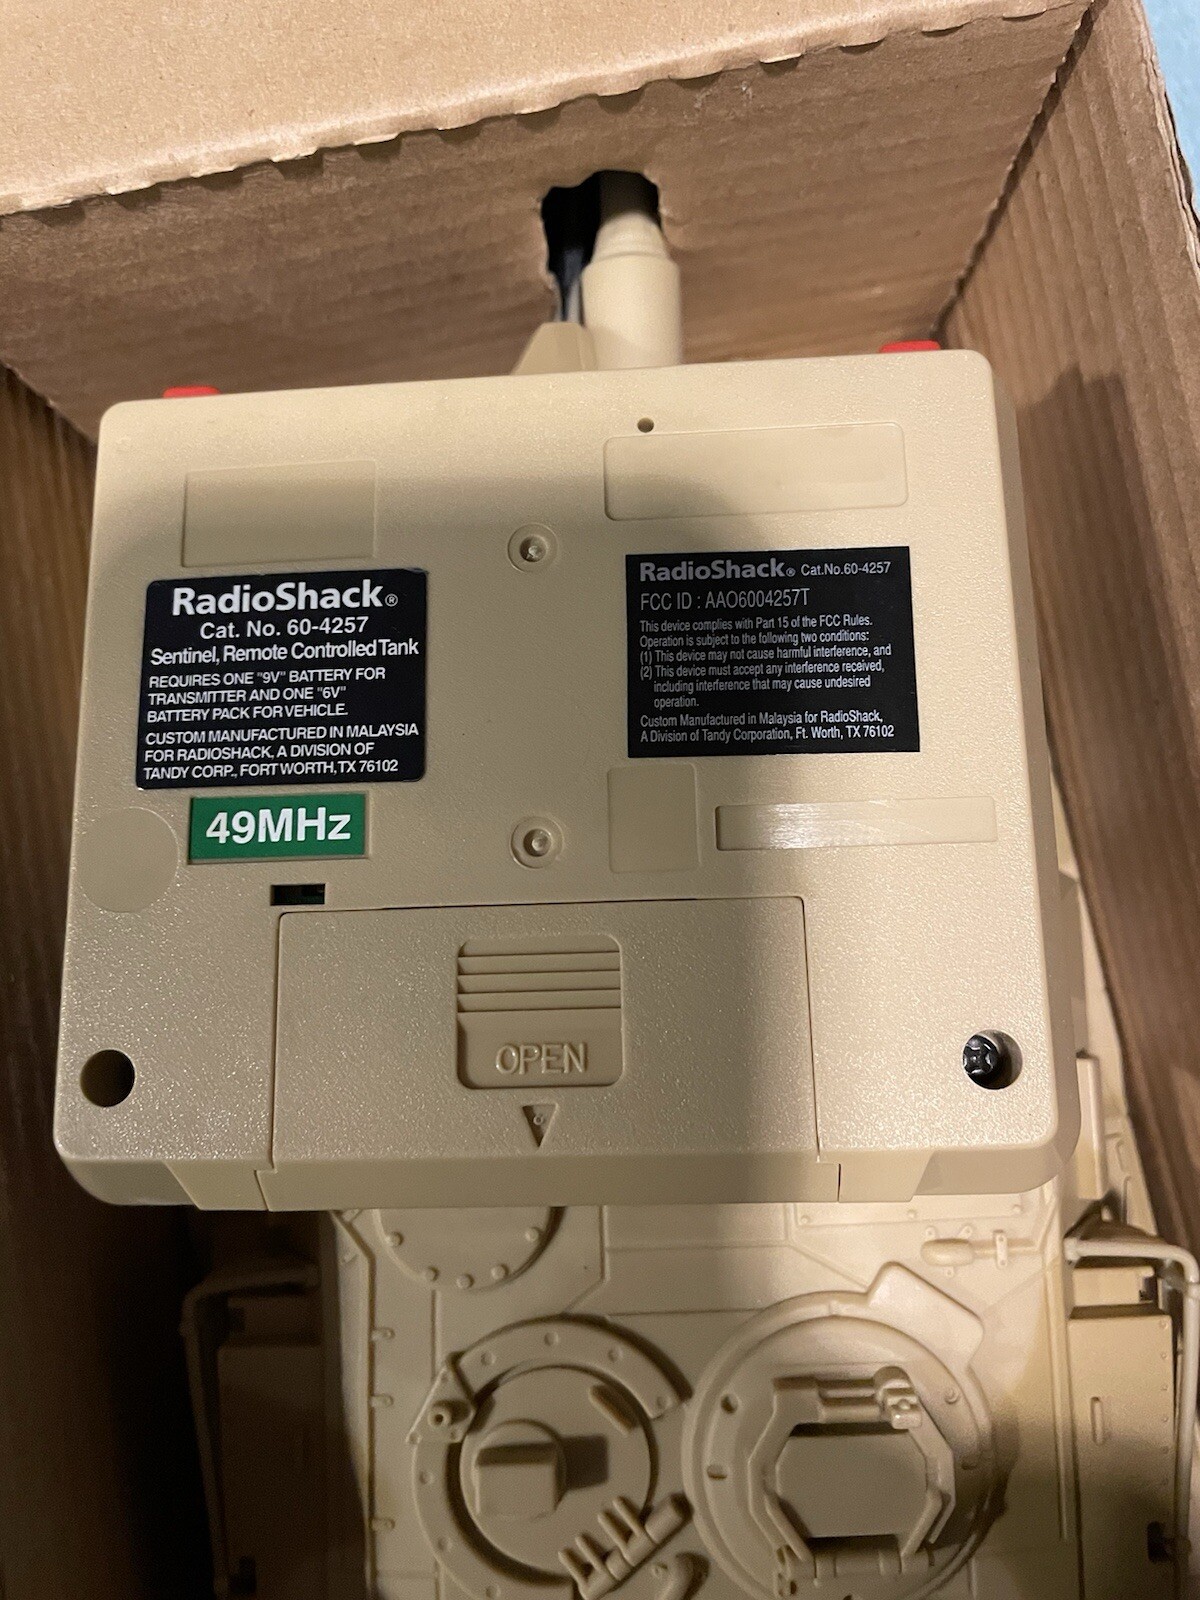 RadioShack®
Cat. No. 60-4257
Sentinel, Remote Controlled Tank
REQUIRES ONE "9V" BATTERY FOR
TRANSMITTER AND ONE "6V"
BATTERY PACK FOR VEHICLE.
CUSTOM MANUFACTURED IN MALAYSIA
FOR RADIOSHACK, A DIVISION OF
TANDY CORP., FORT WORTH, TX 76102
49MHz
RadioShack® Cat.No.60-4257
FCC ID : AAO6004257T
This device complies with Part 15 of the FCC Rules.
Operation is subject to the following two conditions:
(1) This device may not cause harmful interference, and
(2) This device must accept any interference received,
including interference that may cause undesired
operation.
Custom Manufactured in Malaysia for RadioShack,
A Division of Tandy Corporation, Ft. Worth, TX 76102
OPEN